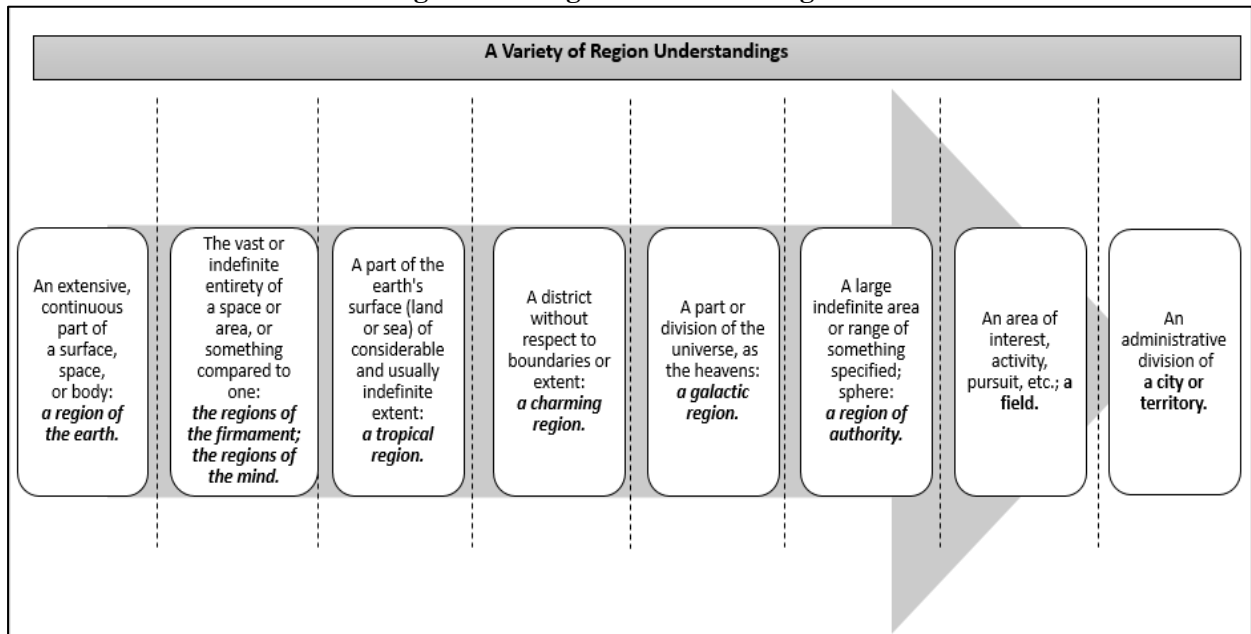 A Variety of Region Understandings
An extensive,
continuous
part of
a surface,
space,
or body:
a region of
the earth.
The vast or
indefinite
entirety of
a space or
area, or
something
compared to
one:
the regions of
the firmament;
the regions of
the mind.
A part of the
earth's
surface (land
or sea) of
considerable
and usually
indefinite
extent:
a tropical
region.
A district
without
respect to
boundaries or
extent:
a charming
region.
A part or
division of the
universe, as
the heavens:
a galactic
region.
A large
indefinite area
or range of
something
specified;
sphere:
a region of
authority.
An area of
interest,
activity,
pursuit, etc.; a
field.
An
administrative
division of
a city or
territory.